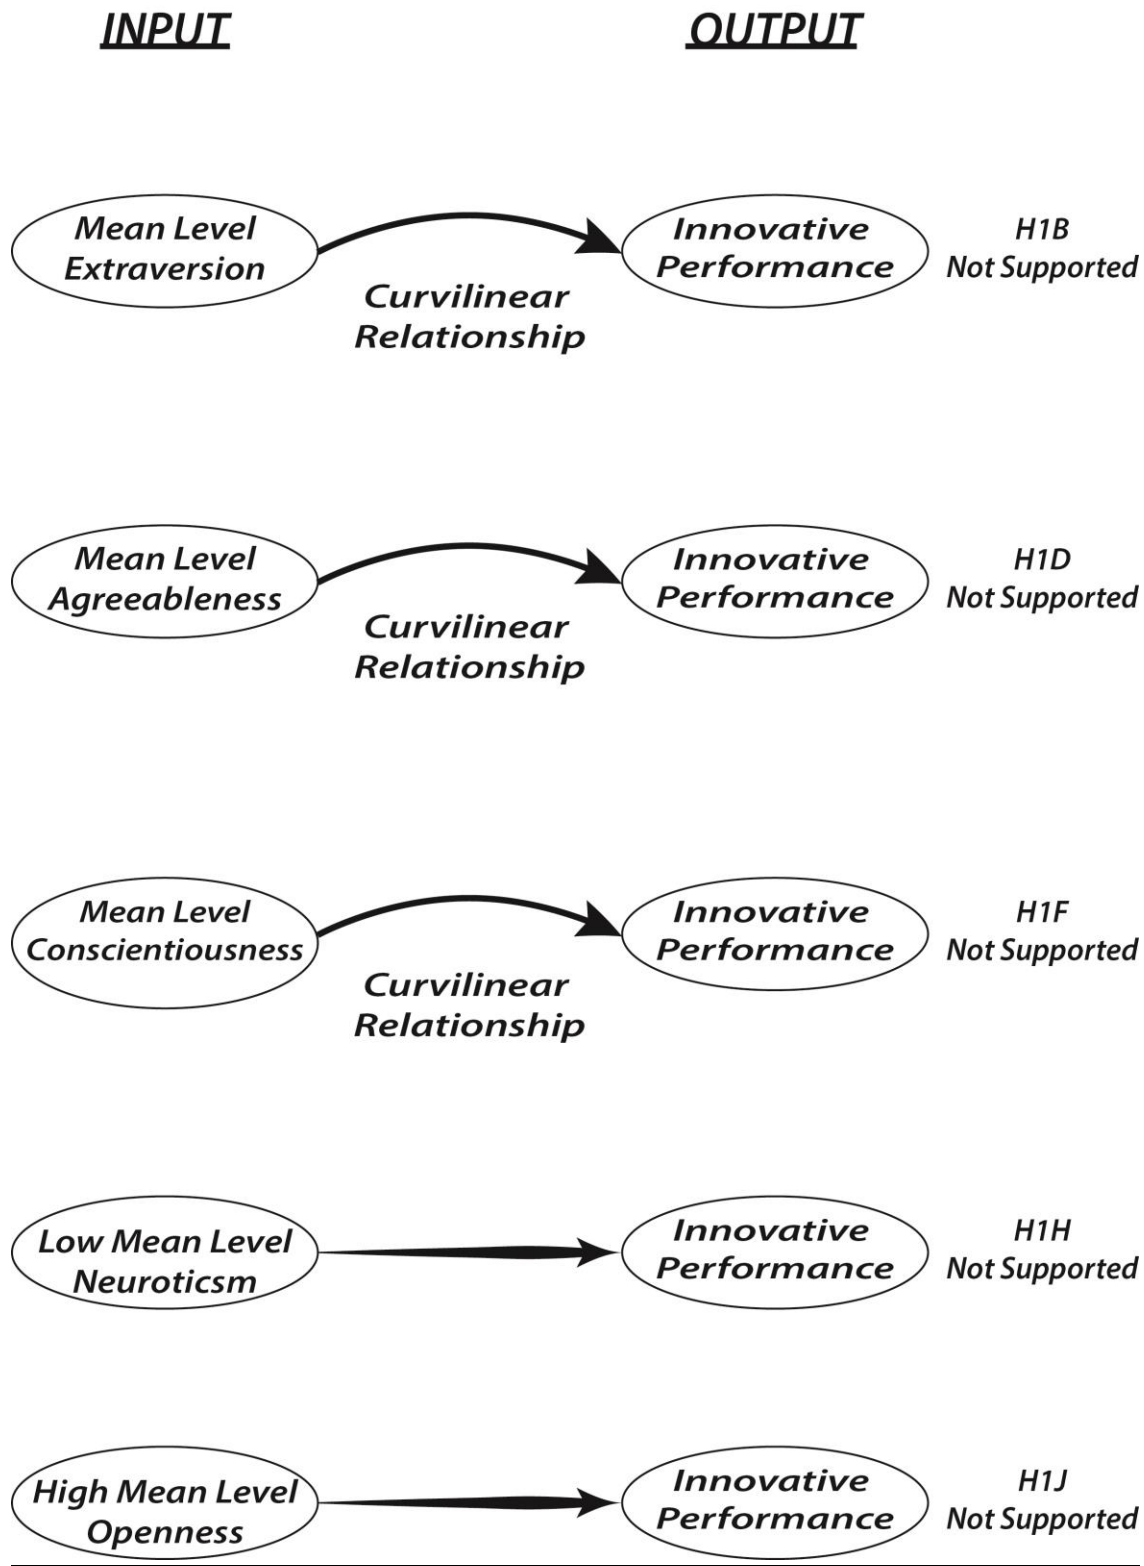 INPUT
OUTPUT
Mean Level
Extraversion
Curvilinear
Relationship
Innovative
Performance
H1B
Not Supported
Mean Level
Agreeableness
Curvilinear
Relationship
Innovative
Performance
H1D
Not Supported
Mean Level
Conscientiousness
Curvilinear
Relationship
Innovative
Performance
H1F
Not Supported
Low Mean Level
Neuroticsm
Innovative
Performance
H1H
Not Supported
High Mean Level
Openness
Innovative
Performance
H1J
Not Supported